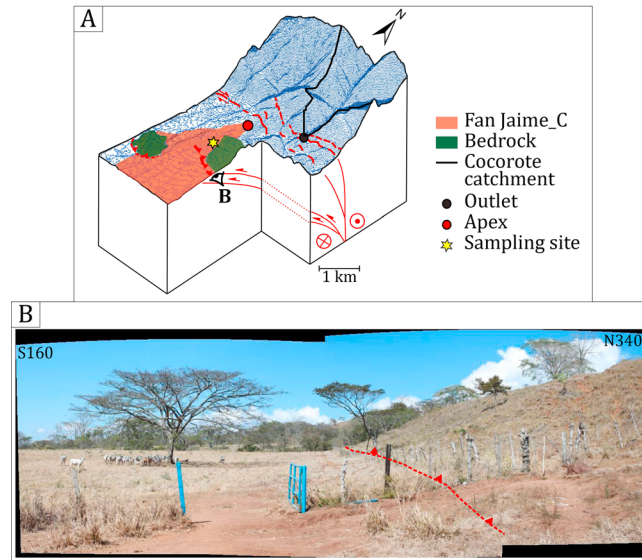 A
N
Fan Jaime_C
Bedrock
Cocorote
catchment
Outlet
Apex
Sampling site
B
1 km
B
S160
N340